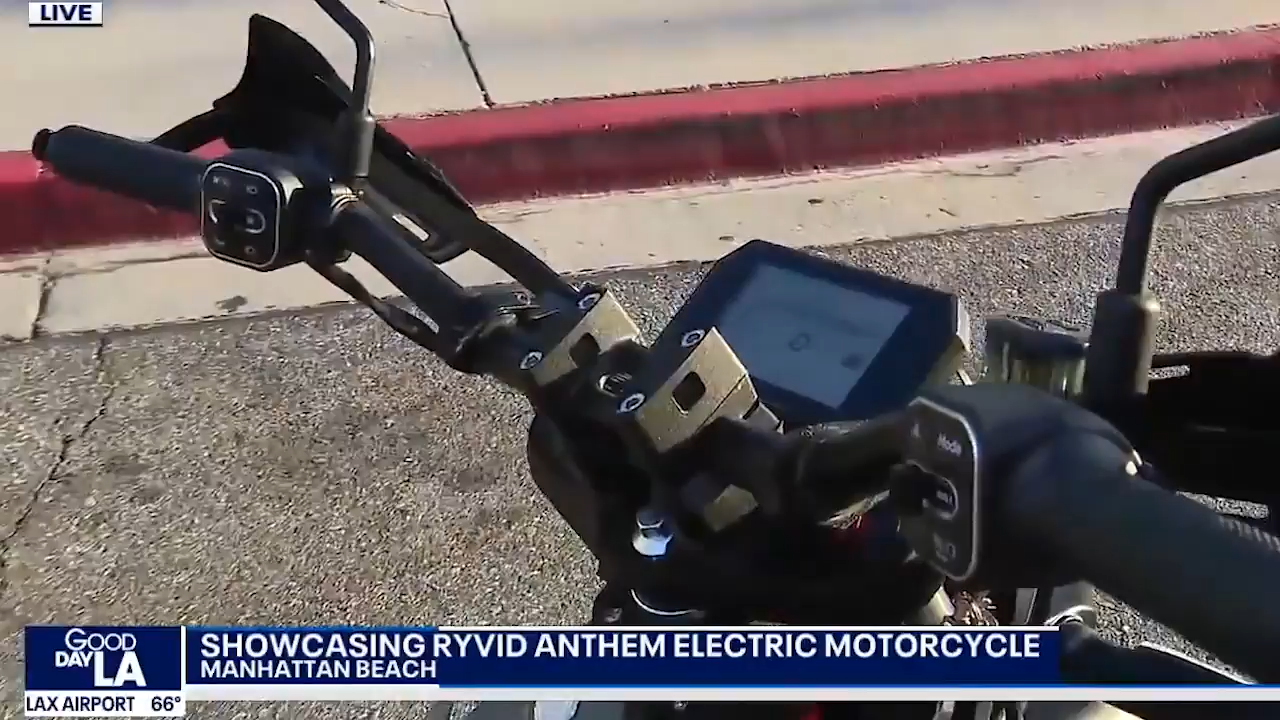 LIVE
Mode
GOOD
DAY LA
SHOWCASING RYVID ANTHEM ELECTRIC MOTORCYCLE
MANHATTAN BEACH
LAX AIRPORT 66°